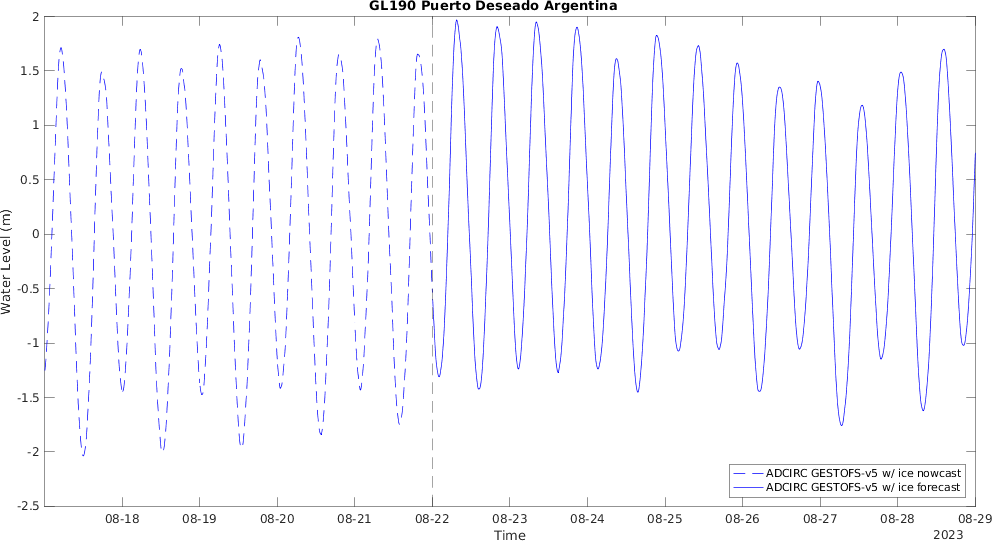 GL190 Puerto Deseado Argentina
2
1.5
1
0.5
0
-0.5
-1
-1.5
-2
-2.5
Water Level (m)
ADCIRC GESTOFS-v5 w/ ice nowcast
ADCIRC GESTOFS-v5 w/ ice forecast
08-18 08-19 08-20 08-21 08-22 08-23 08-24 08-25 08-26 08-27 08-28 08-29
Time
2023